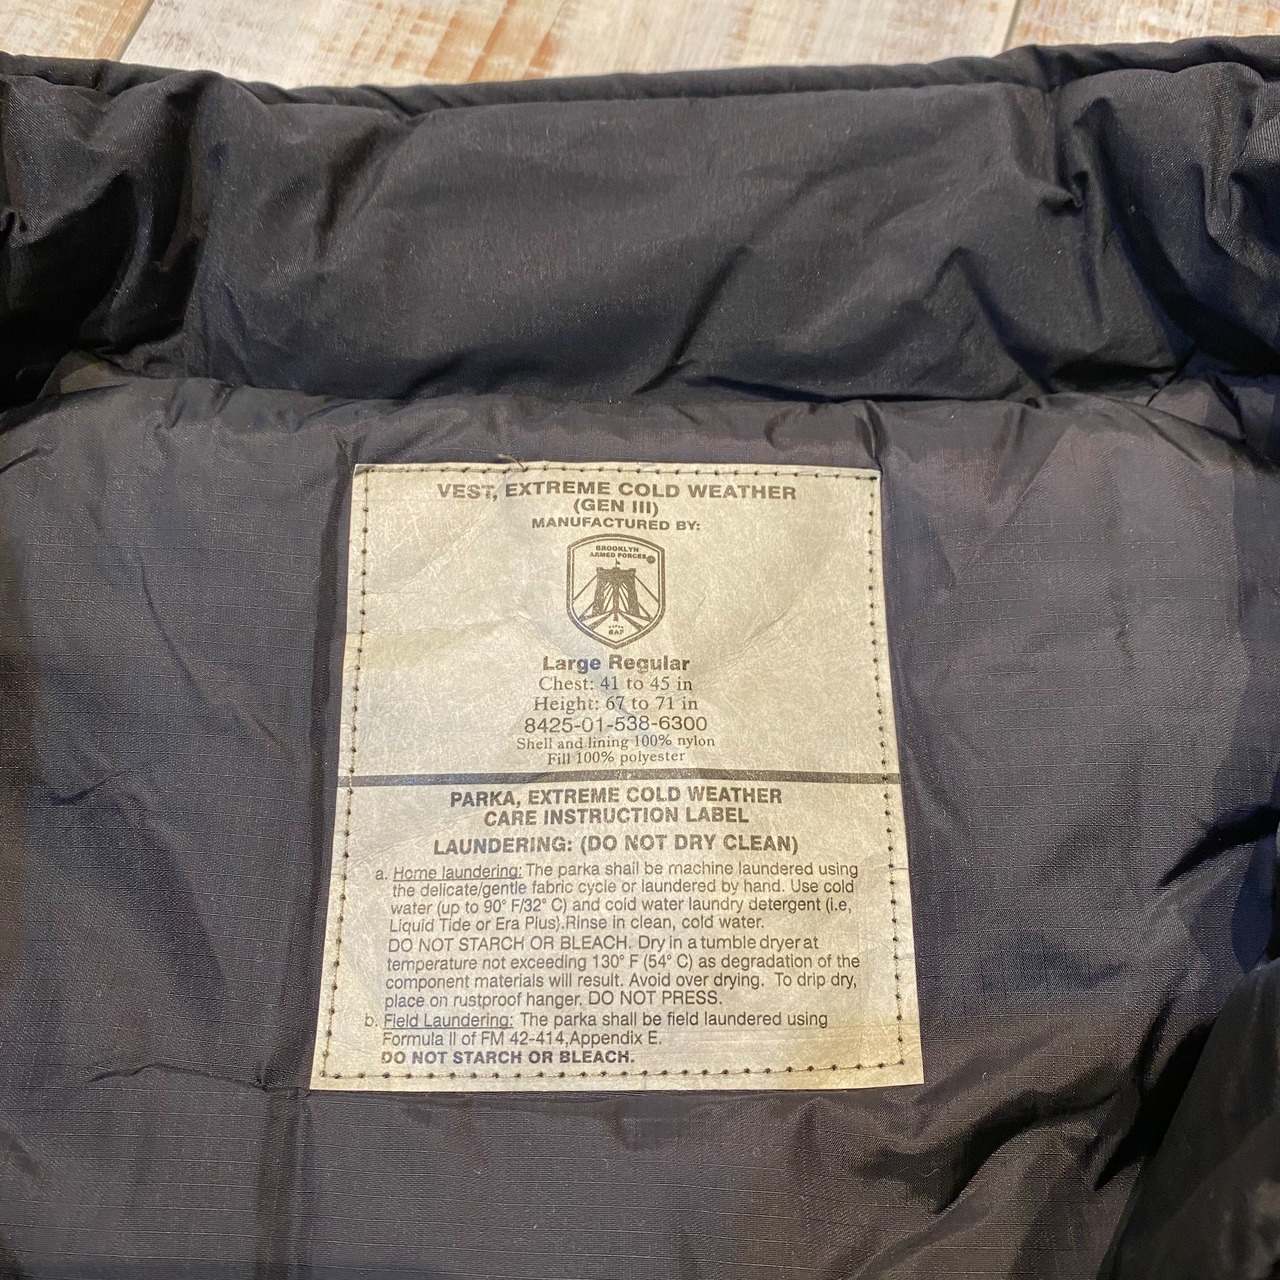 VEST, EXTREME COLD WEATHER
(GEN III)
MANUFACTURED BY:
BROOKLYN
ARMED FORCES
BAF
Large Regular
Chest: 41 to 45 in
Height: 67 to 71 in
8425-01-538-6300
Shell and lining 100% nylon
Fill 100% polyester
PARKA, EXTREME COLD WEATHER
CARE INSTRUCTION LABEL
LAUNDERING: (DO NOT DRY CLEAN)
a. Home laundering: The parka shail be machine laundered using
the delicate/gentle fabric cycle or laundered by hand. Use cold
water (up to 90° F/32° C) and cold water laundry detergent (i.e,
Liquid Tide or Era Plus).Rinse in clean, cold water.
DO NOT STARCH OR BLEACH. Dry in a tumble dryer at
temperature not exceeding 130° F (54° C) as degradation of the
component materials will result. Avoid over drying. To drip dry,
place on rustproof hanger. DO NOT PRESS.
b. Field Laundering: The parka shall be field laundered using
Formula II of FM 42-414,Appendix E.
DO NOT STARCH OR BLEACH.